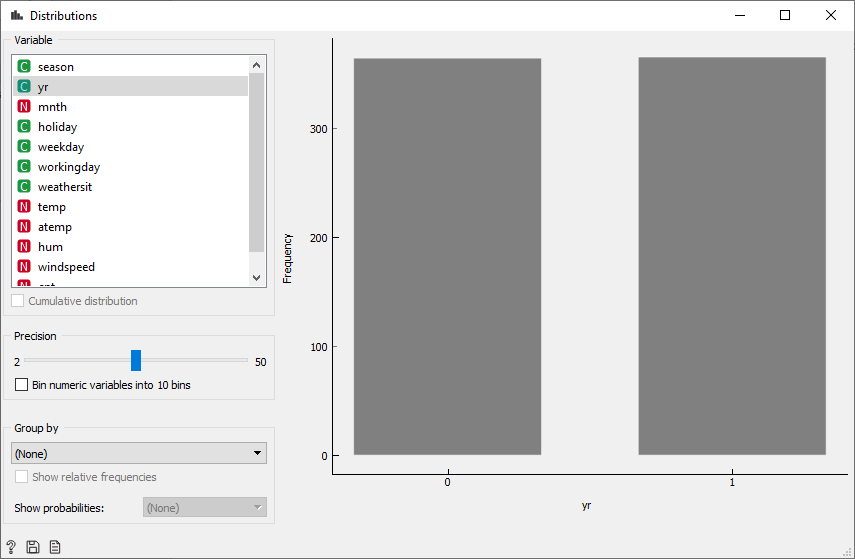 Distributions
Variable
C season
C yr
N mnth
C holiday
C weekday
C workingday
C weathersit
N temp
N atemp
N hum
N windspeed
Cumulative distribution
Precision
2 50
Bin numeric variables into 10 bins
Group by
(None)
Show relative frequencies
Show probabilities: (None)
?
Frequency
300
200
100
0
0 1
yr